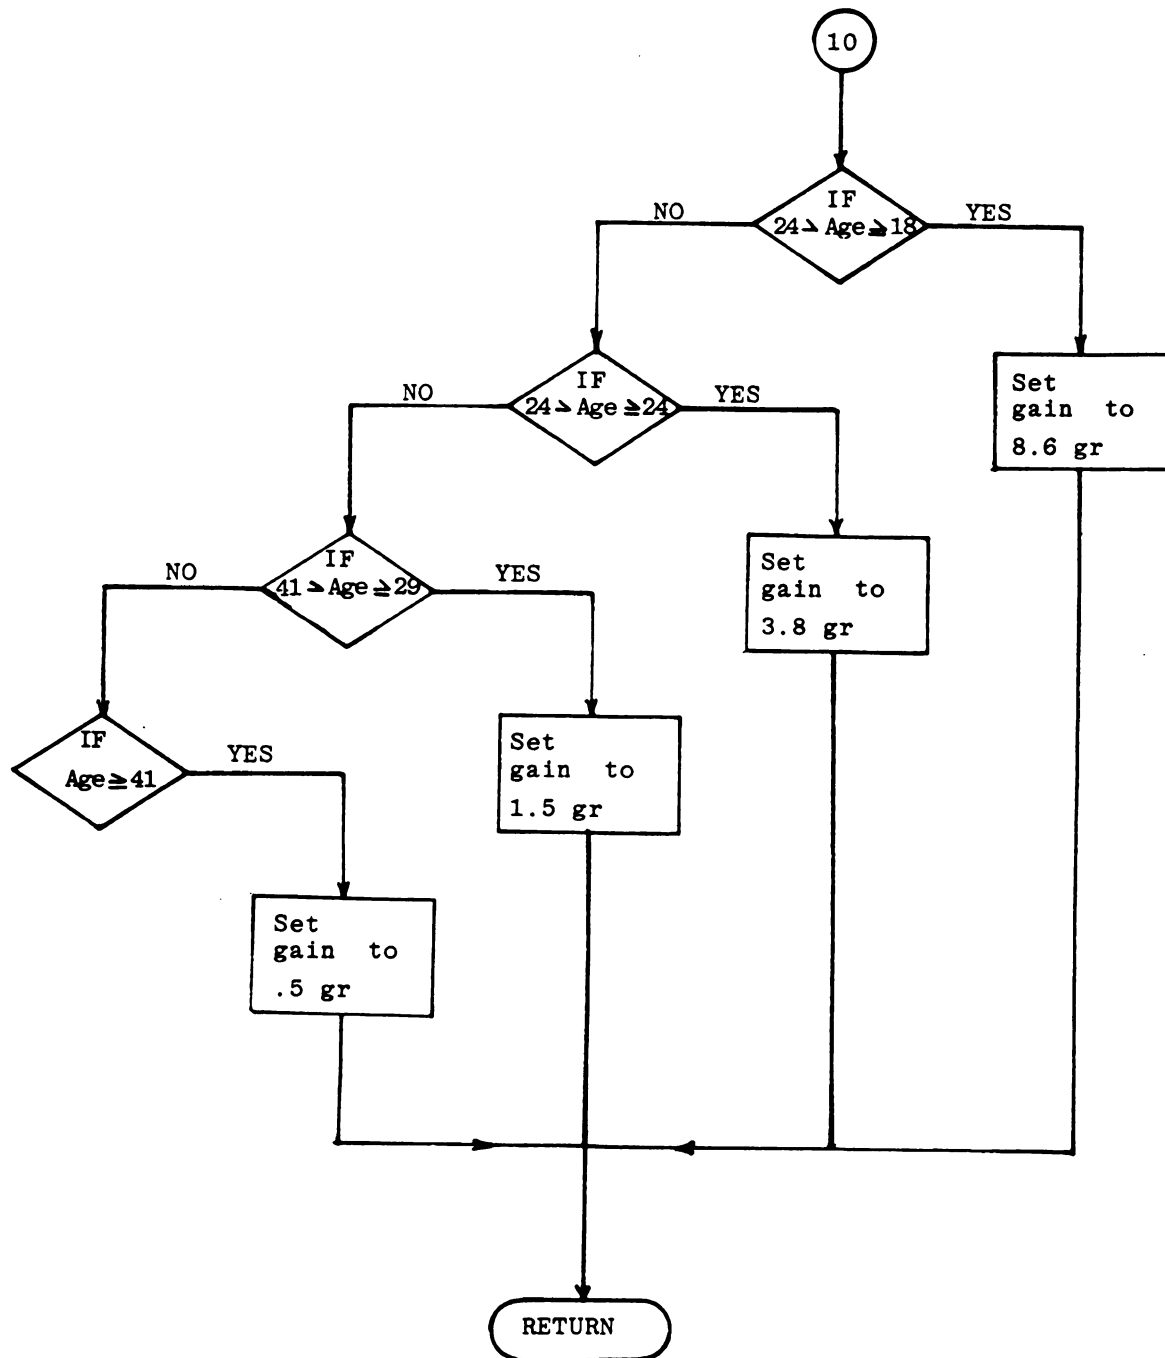 10
IF
24 > Age ≥ 18
NO
YES
IF
24 > Age ≥ 24
NO
YES
Set
gain to
8.6 gr
IF
41 > Age ≥ 29
NO
YES
Set
gain to
3.8 gr
IF
Age ≥ 41
YES
Set
gain to
1.5 gr
Set
gain to
.5 gr
RETURN